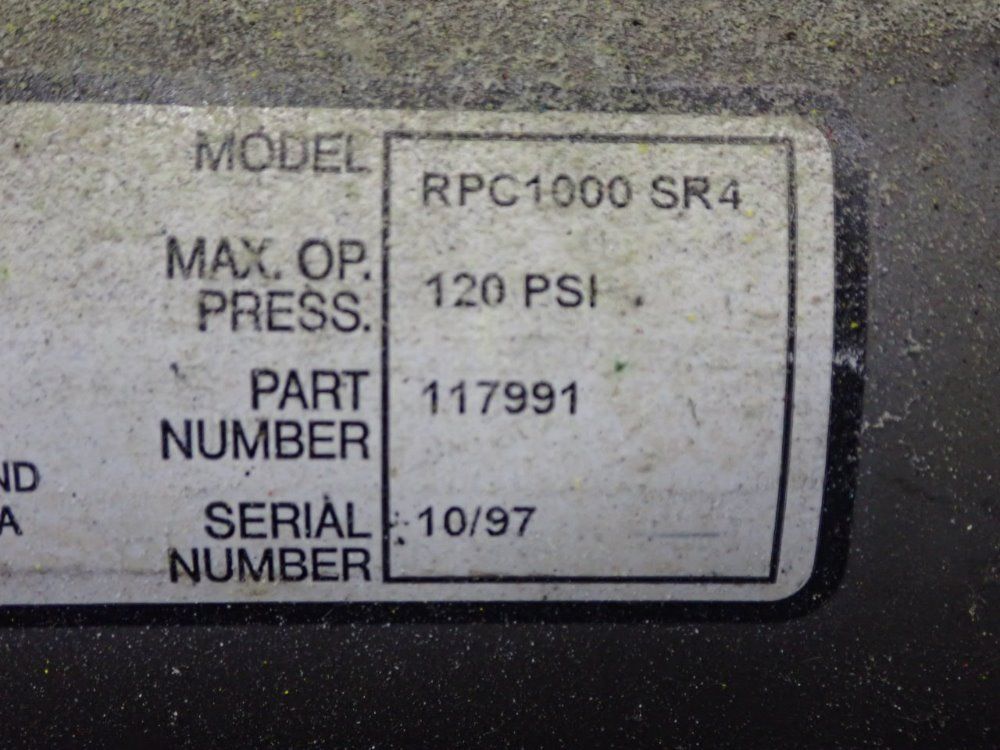 MODEL RPC1000 SR4
MAX. OP.
PRESS. 120 PSI
PART
NUMBER 117991
ND
A
SERIAL
NUMBER 10/97